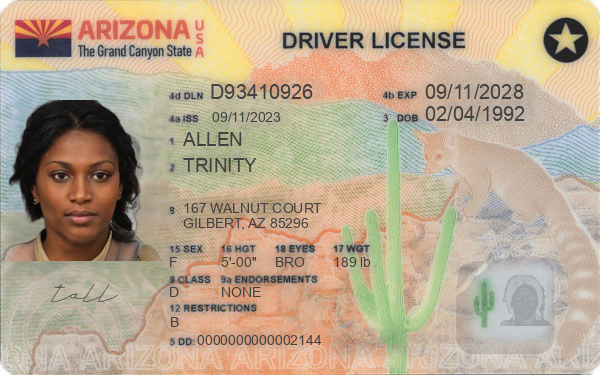 ARIZONA USA
The Grand Canyon State
DRIVER LICENSE
4d DLN D93410926
4b EXP 09/11/2028
4a ISS 09/11/2023
3 DOB 02/04/1992
1 ALLEN
2 TRINITY
8 167 WALNUT COURT
GILBERT, AZ 85296
15 SEX 16 HGT 18 EYES 17 WGT
F 5'-00" BRO 189 lb
9 CLASS 9a ENDORSEMENTS
D NONE
12 RESTRICTIONS
B
tall
5 DD: 0000000000002144
ARIZONA ARIZONA ARIZONA ARIZONA